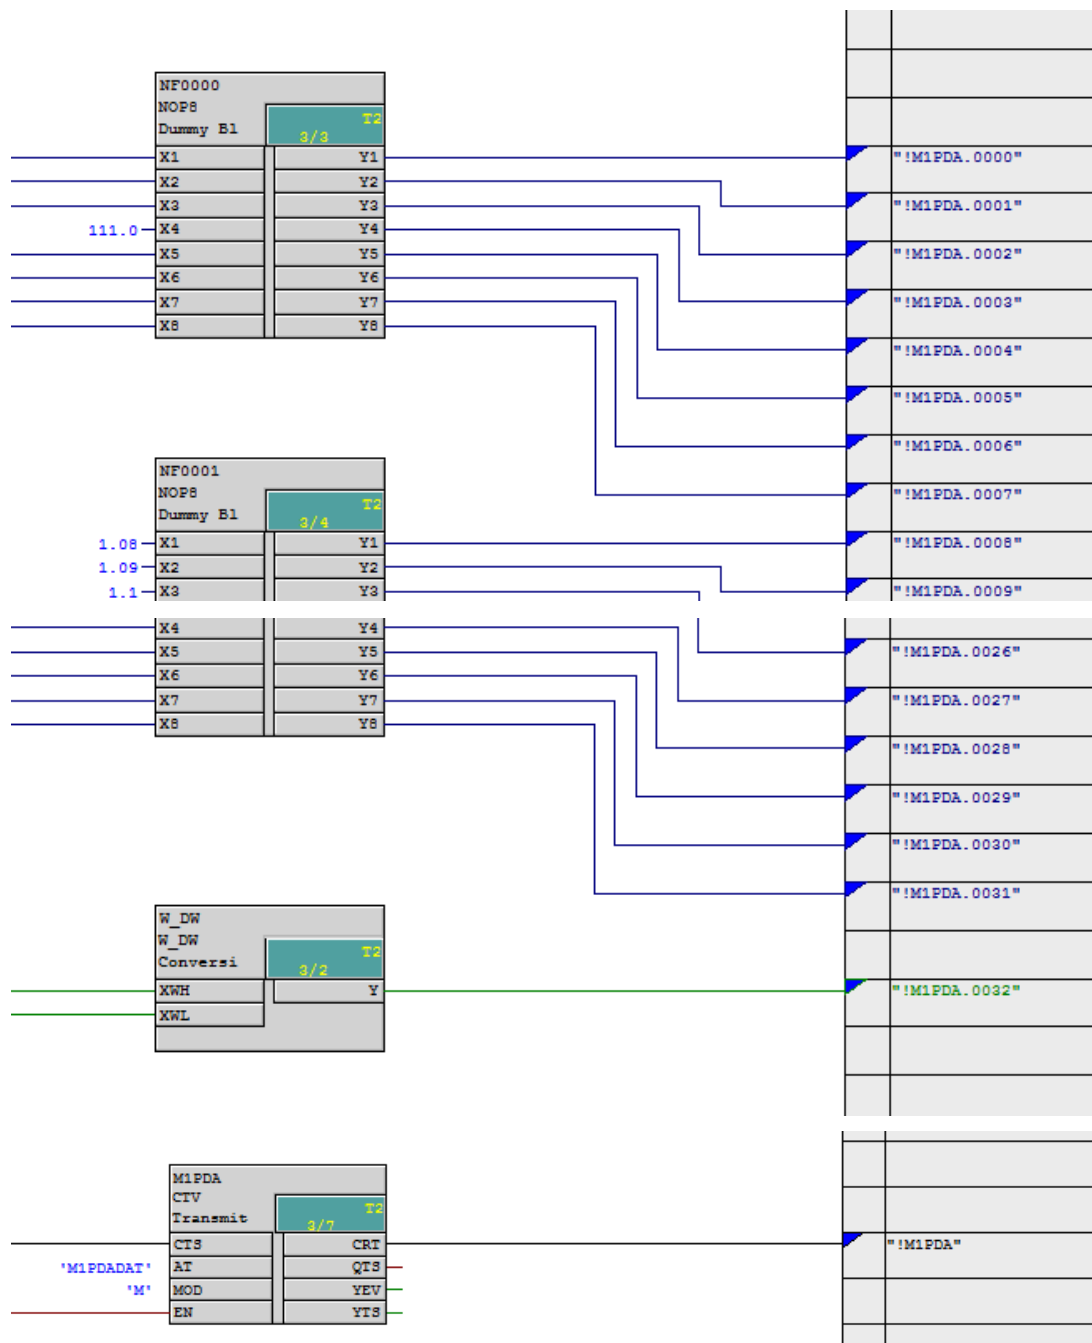 NF0000
NOP8
Dummy Bl
T2
3/3
X1 Y1 "!M1PDA.0000"
X2 Y2
X3 Y3 "!M1PDA.0001"
111.0 X4 Y4
X5 Y5 "!M1PDA.0002"
X6 Y6
X7 Y7 "!M1PDA.0003"
X8 Y8
"!M1PDA.0004"
"!M1PDA.0005"
"!M1PDA.0006"
NF0001
NOP8
"!M1PDA.0007"
Dummy Bl
T2
3/4
1.08 X1 Y1 "!M1PDA.0008"
1.09 X2 Y2
1.1 X3 Y3 "!M1PDA.0009"
X4 Y4
X5 Y5 "!M1PDA.0026"
X6 Y6
X7 Y7 "!M1PDA.0027"
X8 Y8
"!M1PDA.0028"
"!M1PDA.0029"
"!M1PDA.0030"
"!M1PDA.0031"
W_DW
W_DW
Conversi
T2
3/2
XWH Y "!M1PDA.0032"
XWL
M1PDA
CTV
Transmit
T2
3/7
CTS CRT "!M1PDA"
'M1PDADAT' AT QTS
'M' MOD YEV
EN YTS